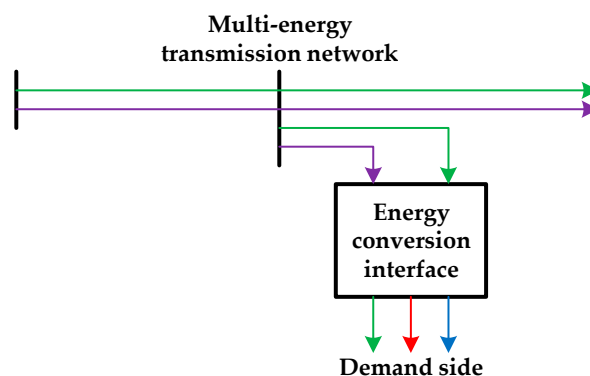 Multi-energy
transmission network
Energy
conversion
interface
Demand side